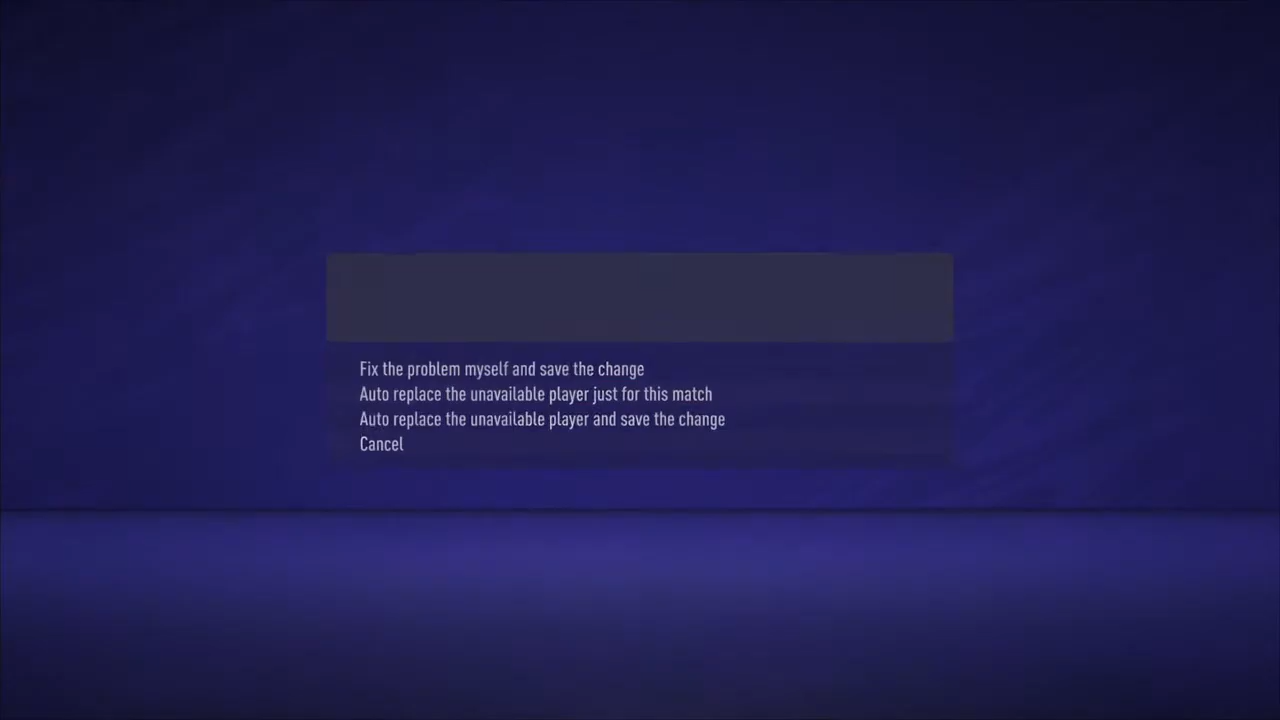 Fix the problem myself and save the change
Auto replace the unavailable player just for this match
Auto replace the unavailable player and save the change
Cancel